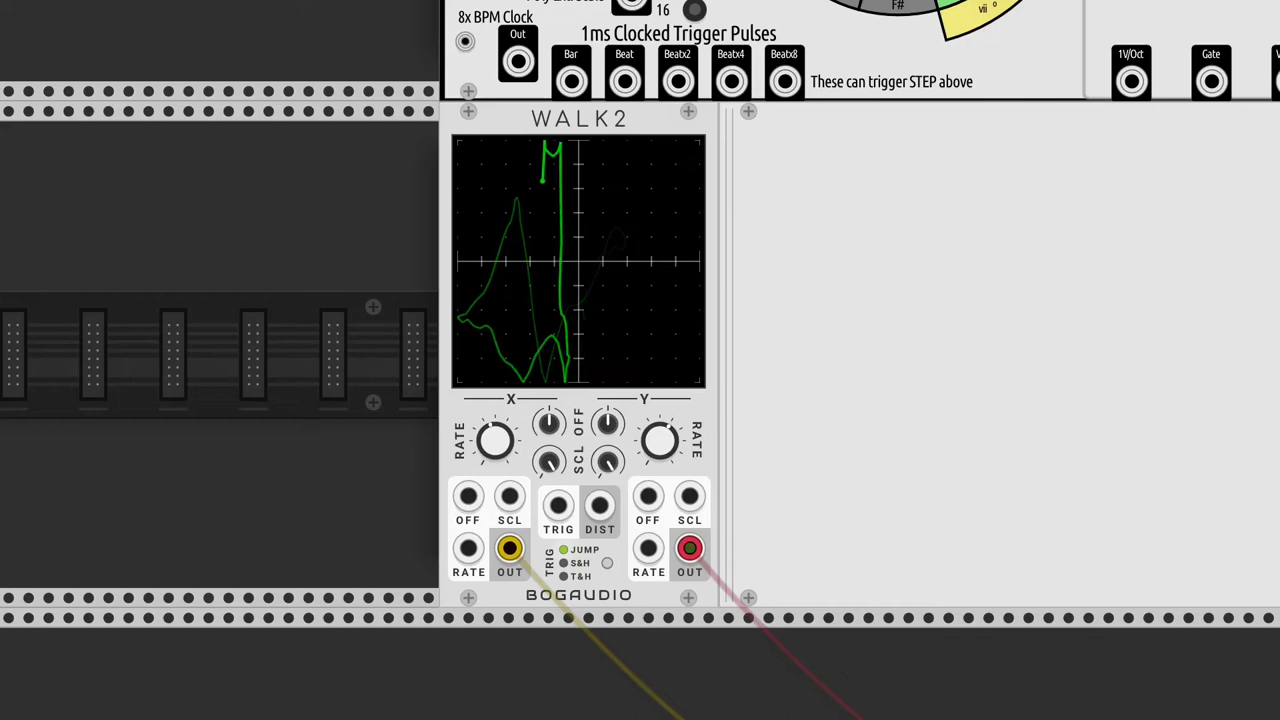 16
F#
vii °
8x BPM Clock
Out
1ms Clocked Trigger Pulses
Bar
Beat
Beatx2
Beatx4
Beatx8
These can trigger STEP above
1V/Oct
Gate
WALK2
X
Y
RATE
OFF
SCL
RATE
OFF
SCL
TRIG
DIST
OFF
SCL
RATE
OUT
TRIG
JUMP
S&H
T&H
RATE
OUT
BOGAUDIO